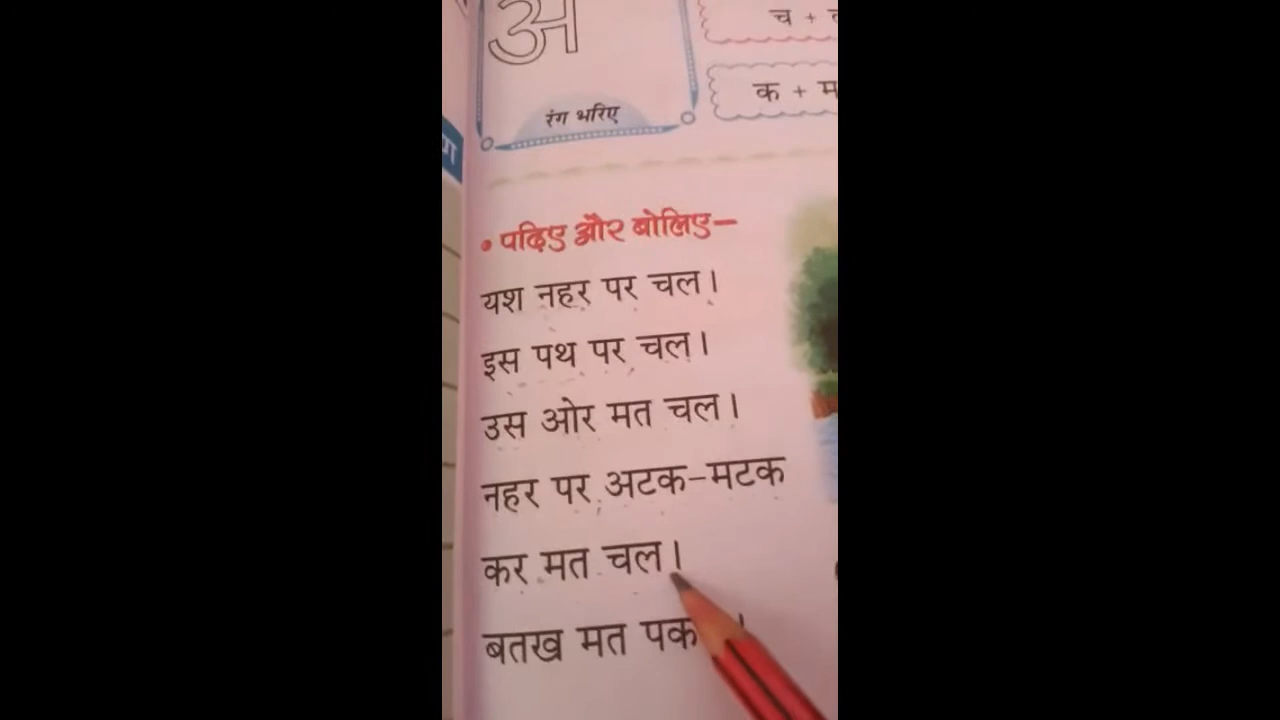 अ
च +
क + म
रंग भरिए
• पढ़िए और बोलिए–
यश नहर पर चल।
इस पथ पर चल।
उस ओर मत चल।
नहर पर अटक-मटक
कर मत चल।
बतख मत